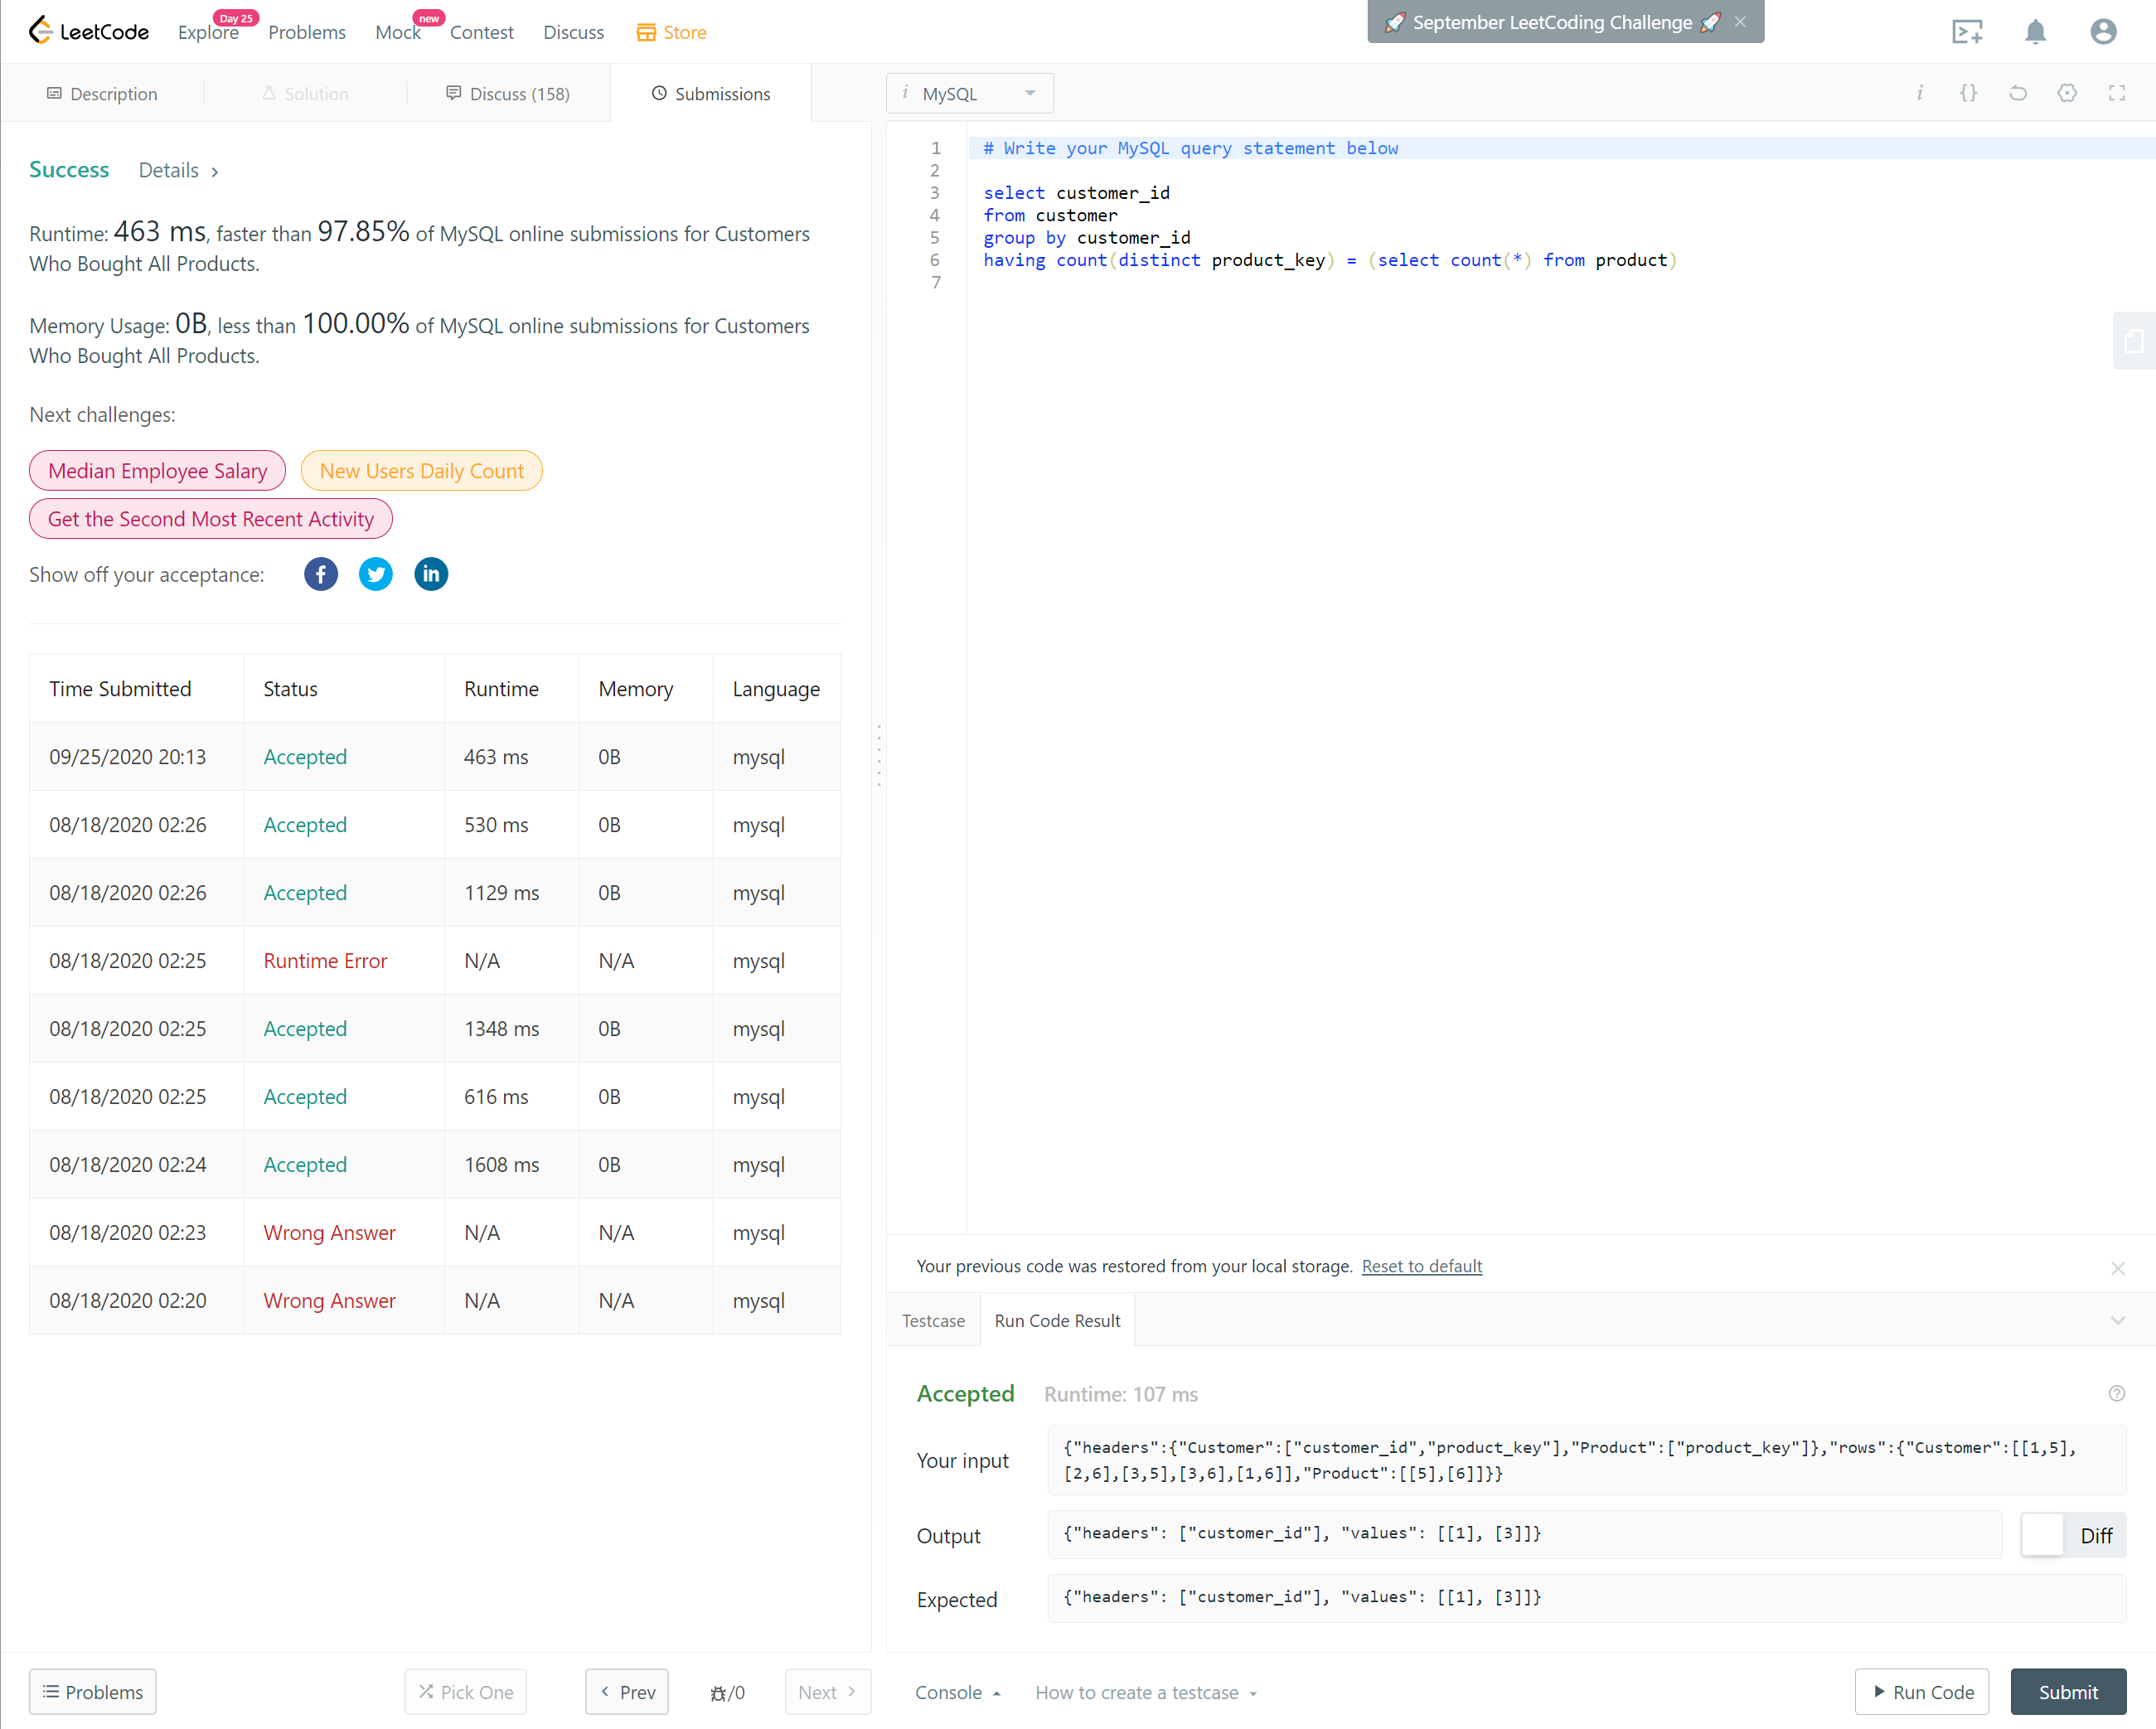 LeetCode
Explore
Day 25
Problems
Mock
new
Contest
Discuss
Store
🚀 September LeetCoding Challenge 🚀 ×
Description
Solution
Discuss (158)
Submissions
i MySQL
i {}
Success Details >
Runtime: 463 ms, faster than 97.85% of MySQL online submissions for Customers
Who Bought All Products.
Memory Usage: 0B, less than 100.00% of MySQL online submissions for Customers
Who Bought All Products.
Next challenges:
Median Employee Salary
New Users Daily Count
Get the Second Most Recent Activity
Show off your acceptance:
Time Submitted Status Runtime Memory Language
09/25/2020 20:13 Accepted 463 ms 0B mysql
08/18/2020 02:26 Accepted 530 ms 0B mysql
08/18/2020 02:26 Accepted 1129 ms 0B mysql
08/18/2020 02:25 Runtime Error N/A N/A mysql
08/18/2020 02:25 Accepted 1348 ms 0B mysql
08/18/2020 02:25 Accepted 616 ms 0B mysql
08/18/2020 02:24 Accepted 1608 ms 0B mysql
08/18/2020 02:23 Wrong Answer N/A N/A mysql
08/18/2020 02:20 Wrong Answer N/A N/A mysql
Problems
Pick One
< Prev
/0
Next >
1 # Write your MySQL query statement below
2
3 select customer_id
4 from customer
5 group by customer_id
6 having count(distinct product_key) = (select count(*) from product)
7
Your previous code was restored from your local storage. Reset to default
Testcase
Run Code Result
Accepted Runtime: 107 ms
Your input
{"headers":{"Customer":["customer_id","product_key"],"Product":["product_key"]},"rows":{"Customer":[[1,5],
[2,6],[3,5],[3,6],[1,6]],"Product":[[5],[6]]}}
Output
{"headers": ["customer_id"], "values": [[1], [3]]}
Diff
Expected
{"headers": ["customer_id"], "values": [[1], [3]]}
Console
How to create a testcase
Run Code
Submit